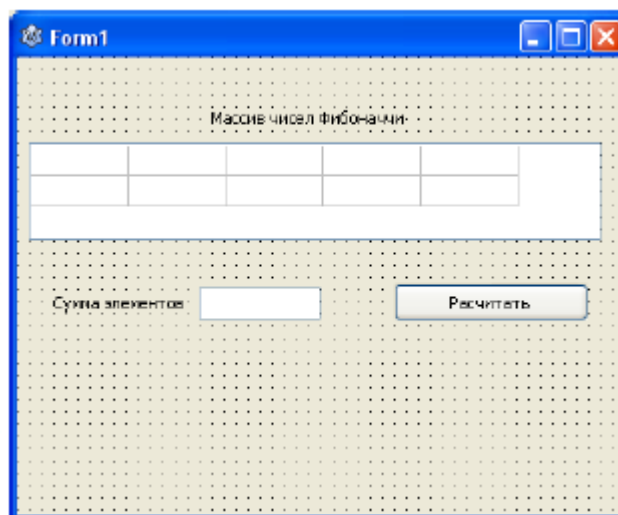 Form1
Массив чисел Фибоначчи
Сумма элементов
Расчитать